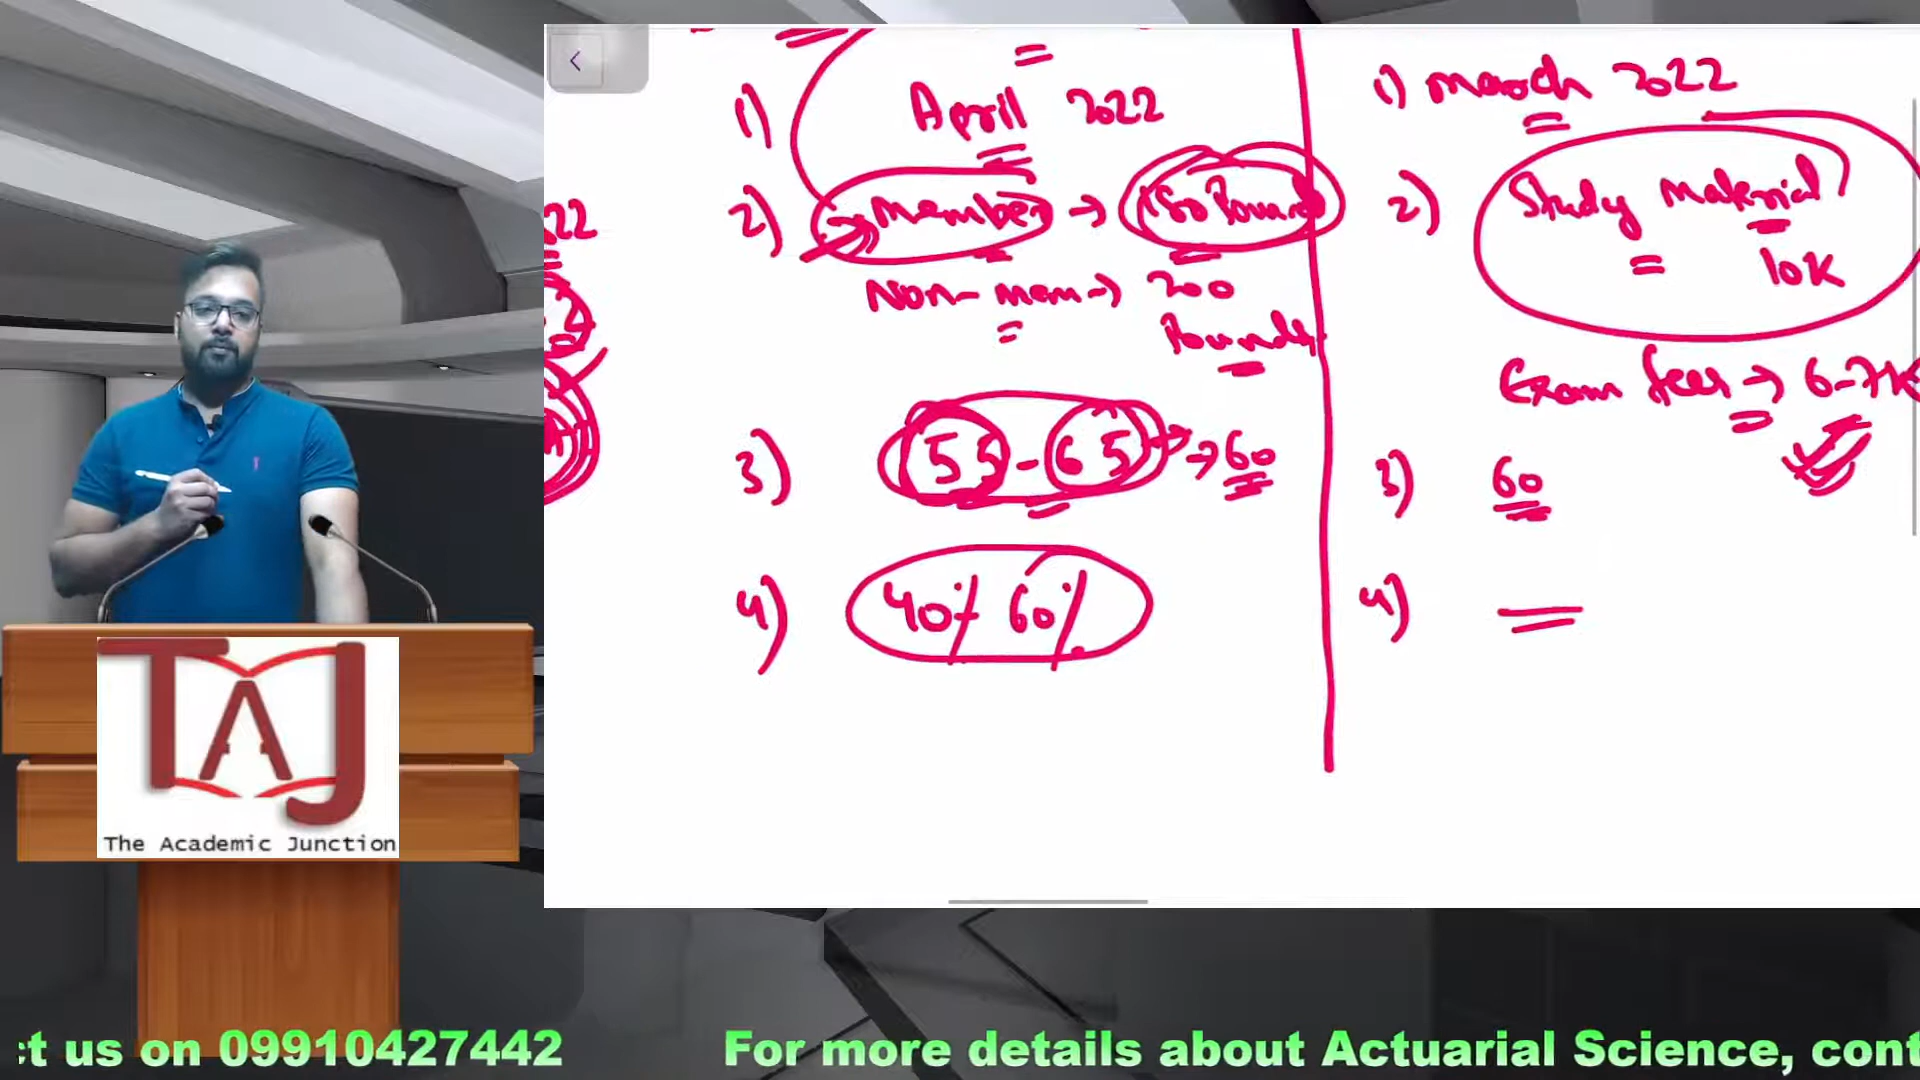 1) April 2022
2) Member → 150 Pounds
Non-mem → 200
Pounds
3) 55 - 65 → 60
4) 40% 60%
1) March 2022
2) Study Material
= 10K
Exam fees → 6-7K
3) 60
4)
22
TAJ
The Academic Junction
t us on 09910427442 For more details about Actuarial Science, cont